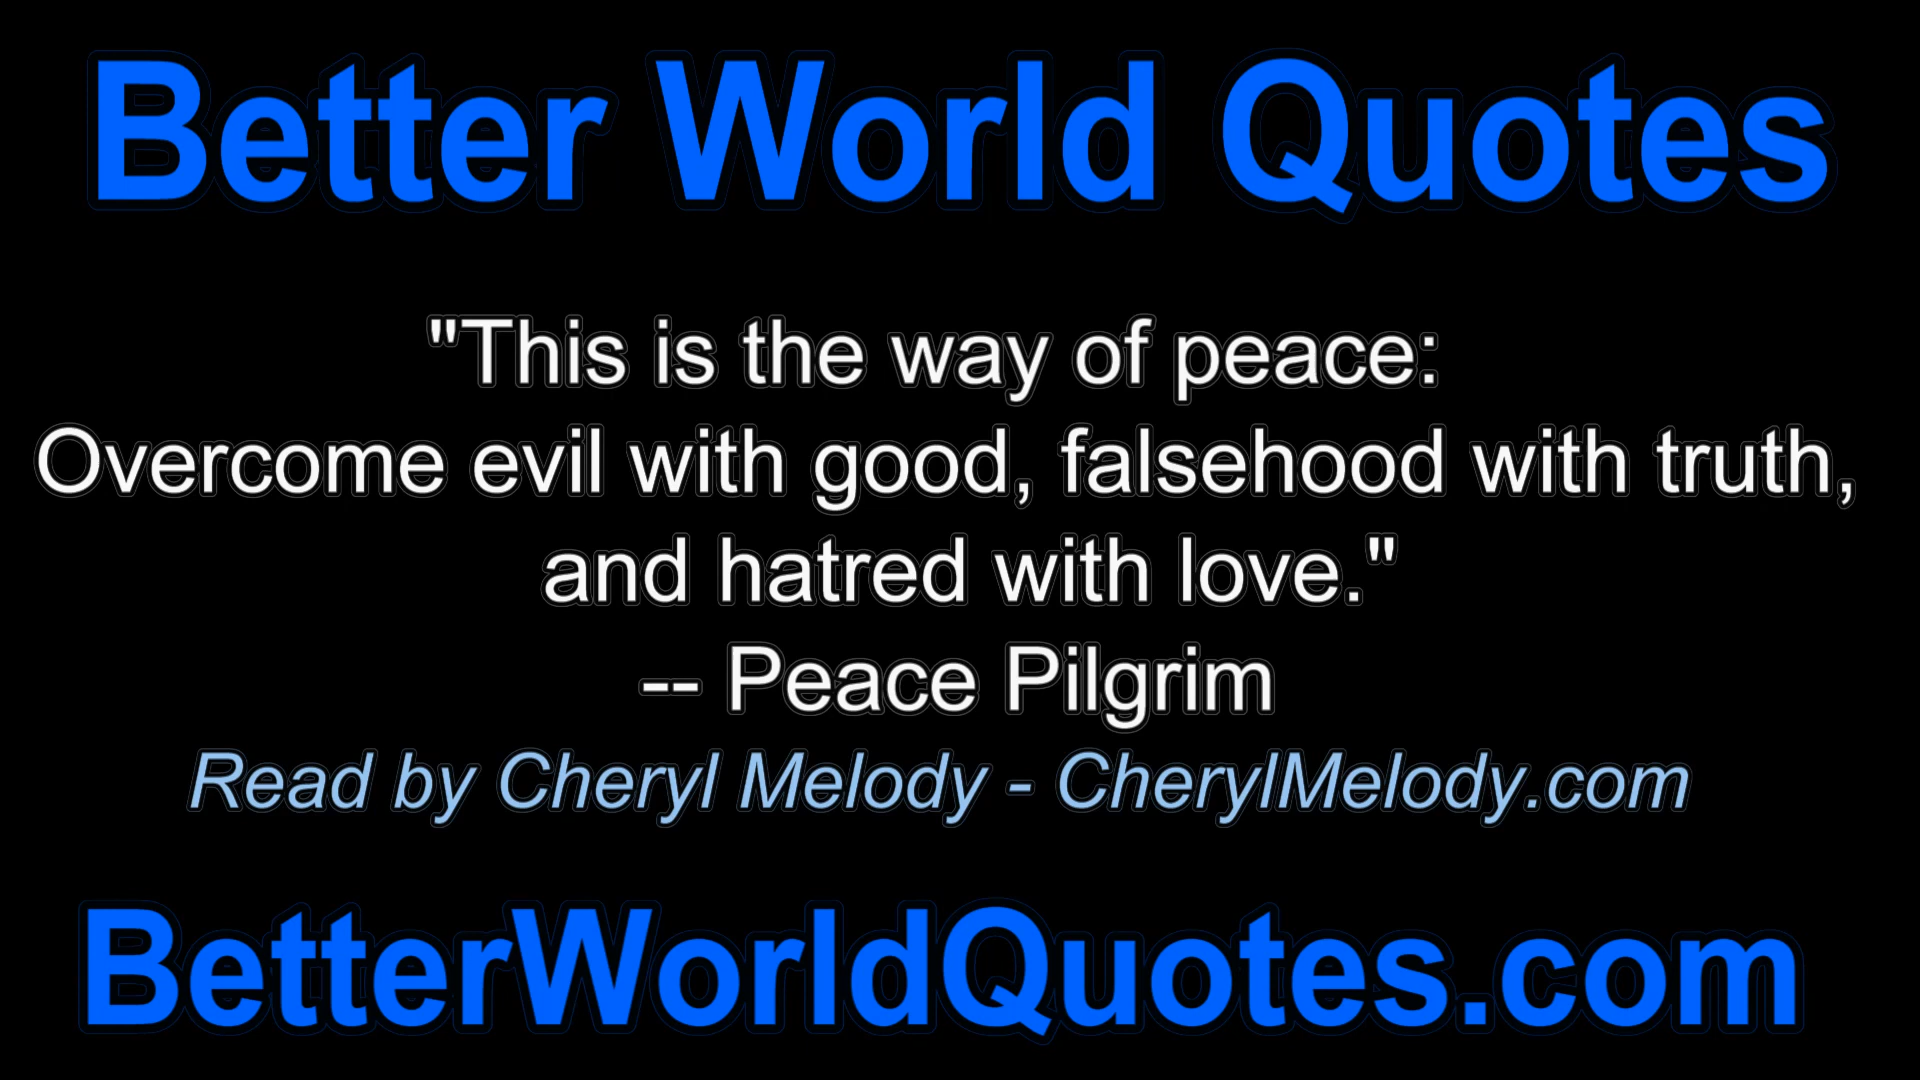 Better World Quotes
"This is the way of peace:
Overcome evil with good, falsehood with truth,
and hatred with love."
-- Peace Pilgrim
Read by Cheryl Melody - CherylMelody.com
BetterWorldQuotes.com